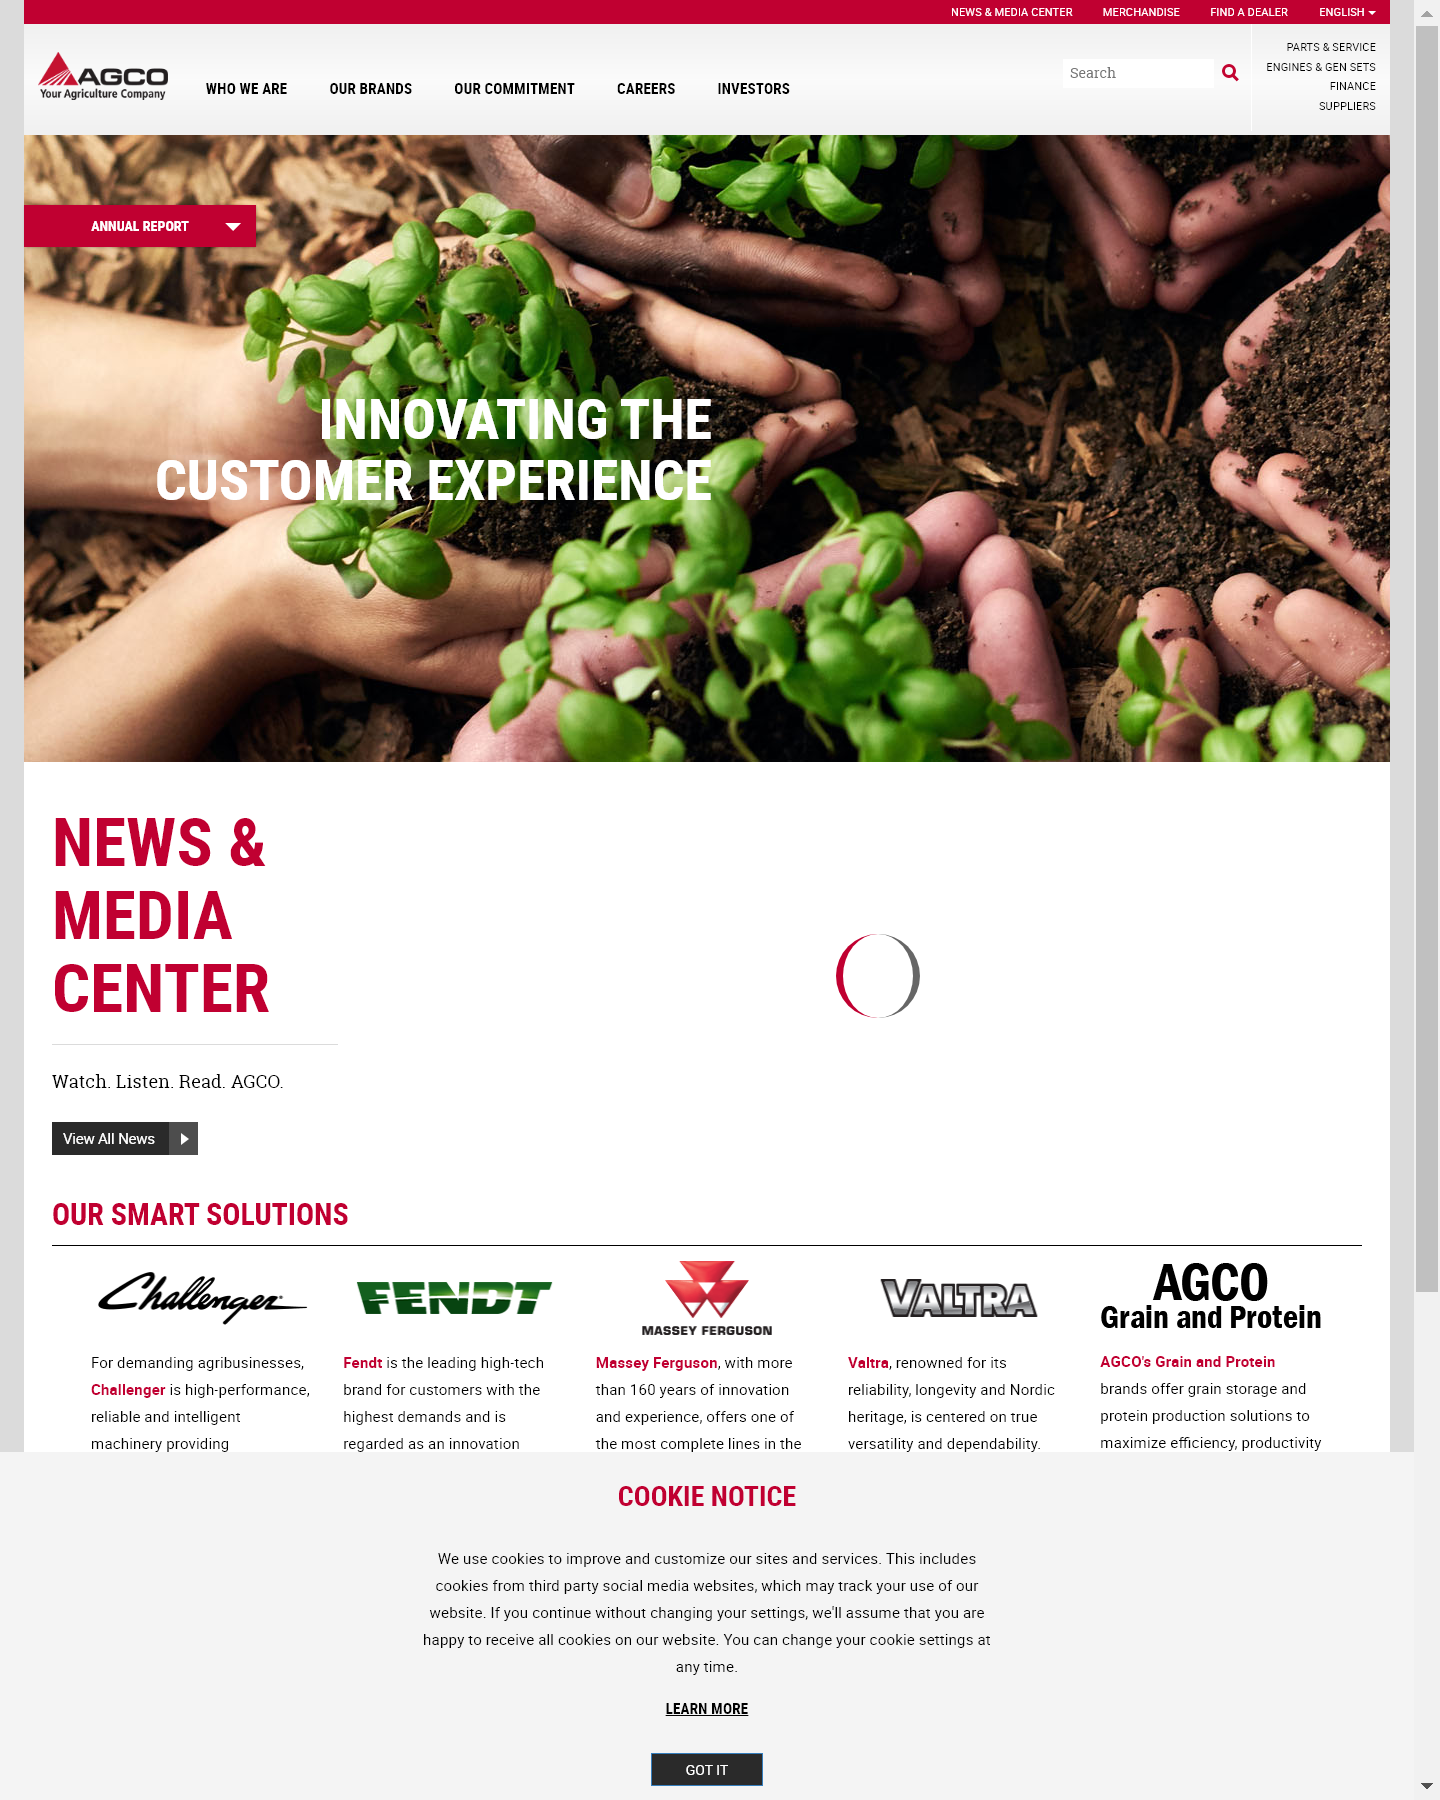 NEWS & MEDIA CENTER
MERCHANDISE
FIND A DEALER
ENGLISH
AGCO
Your Agriculture Company
WHO WE ARE
OUR BRANDS
OUR COMMITMENT
CAREERS
INVESTORS
Search
PARTS & SERVICE
ENGINES & GEN SETS
FINANCE
SUPPLIERS
ANNUAL REPORT
INNOVATING THE
CUSTOMER EXPERIENCE
NEWS &
MEDIA
CENTER
Watch. Listen. Read. AGCO.
View All News
OUR SMART SOLUTIONS
Challenger
FENDT
MASSEY FERGUSON
VALTRA
AGCO
Grain and Protein
For demanding agribusinesses,
Challenger is high-performance,
reliable and intelligent
machinery providing
Fendt is the leading high-tech
brand for customers with the
highest demands and is
regarded as an innovation
Massey Ferguson, with more
than 160 years of innovation
and experience, offers one of
the most complete lines in the
Valtra, renowned for its
reliability, longevity and Nordic
heritage, is centered on true
versatility and dependability.
AGCO's Grain and Protein
brands offer grain storage and
protein production solutions to
maximize efficiency, productivity
COOKIE NOTICE
We use cookies to improve and customize our sites and services. This includes
cookies from third party social media websites, which may track your use of our
website. If you continue without changing your settings, we'll assume that you are
happy to receive all cookies on our website. You can change your cookie settings at
any time.
LEARN MORE
GOT IT